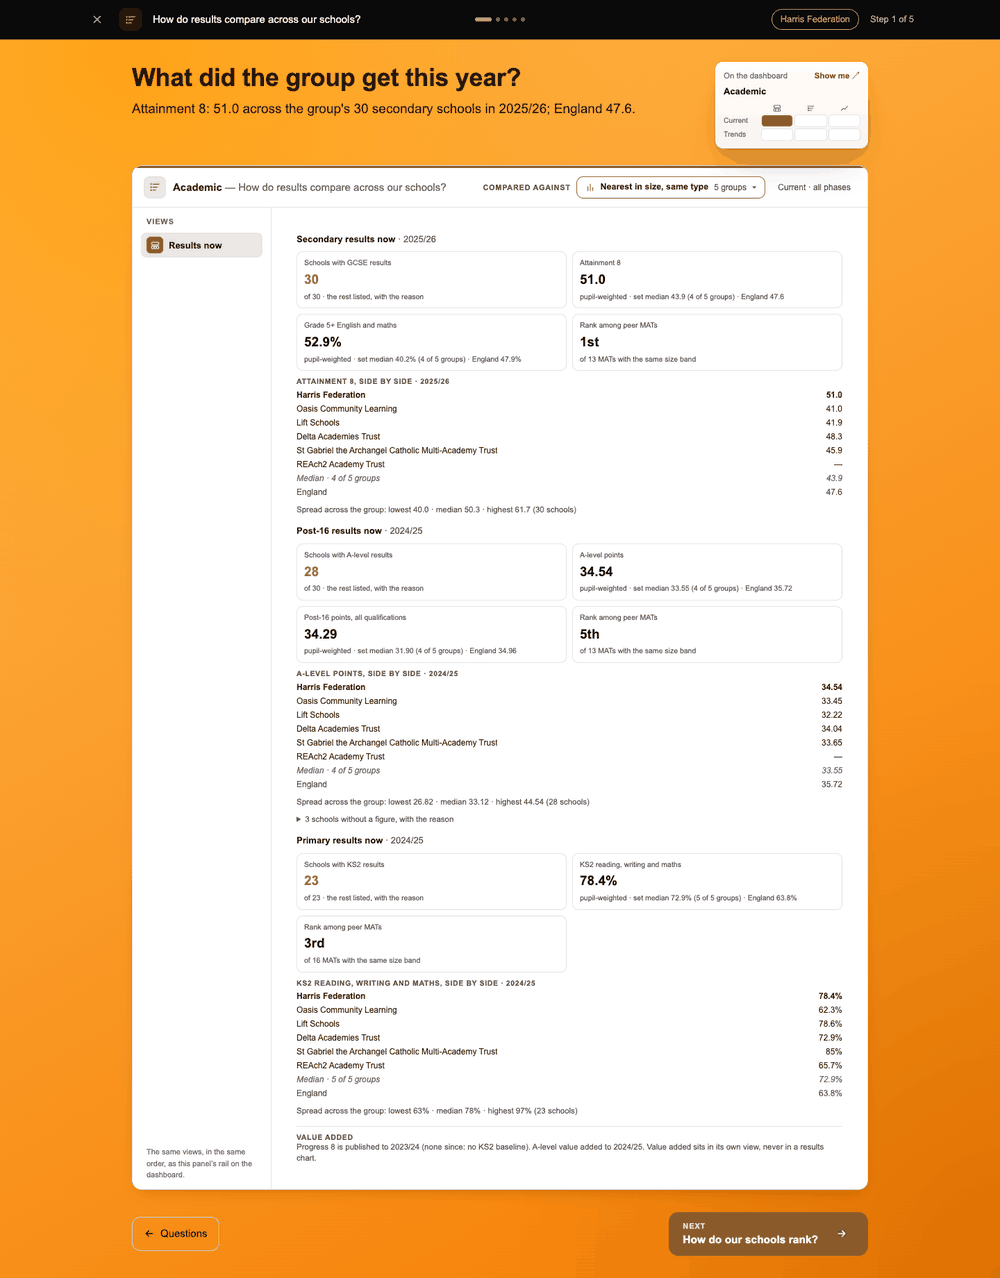 How do results compare across our schools?
Harris Federation
Step 1 of 5
What did the group get this year?
Attainment 8: 51.0 across the group's 30 secondary schools in 2025/26; England 47.6.
On the dashboard
Show me
Academic
Current
Trends
Academic — How do results compare across our schools?
COMPARED AGAINST
Nearest in size, same type 5 groups
Current · all phases
VIEWS
Results now
Secondary results now · 2025/26
Schools with GCSE results
30
of 30 · the rest listed, with the reason
Attainment 8
51.0
pupil-weighted · set median 43.9 (4 of 5 groups) · England 47.6
Grade 5+ English and maths
52.9%
pupil-weighted · set median 40.2% (4 of 5 groups) · England 47.9%
Rank among peer MATs
1st
of 13 MATs with the same size band
ATTAINMENT 8, SIDE BY SIDE · 2025/26
Harris Federation 51.0
Oasis Community Learning 41.0
Lift Schools 41.9
Delta Academies Trust 48.3
St Gabriel the Archangel Catholic Multi-Academy Trust 45.9
REAch2 Academy Trust —
Median · 4 of 5 groups 43.9
England 47.6
Spread across the group: lowest 40.0 · median 50.3 · highest 61.7 (30 schools)
Post-16 results now · 2024/25
Schools with A-level results
28
of 30 · the rest listed, with the reason
A-level points
34.54
pupil-weighted · set median 33.55 (4 of 5 groups) · England 35.72
Post-16 points, all qualifications
34.29
pupil-weighted · set median 31.90 (4 of 5 groups) · England 34.96
Rank among peer MATs
5th
of 13 MATs with the same size band
A-LEVEL POINTS, SIDE BY SIDE · 2024/25
Harris Federation 34.54
Oasis Community Learning 33.45
Lift Schools 32.22
Delta Academies Trust 34.04
St Gabriel the Archangel Catholic Multi-Academy Trust 33.65
REAch2 Academy Trust —
Median · 4 of 5 groups 33.55
England 35.72
Spread across the group: lowest 26.82 · median 33.12 · highest 44.54 (28 schools)
3 schools without a figure, with the reason
Primary results now · 2024/25
Schools with KS2 results
23
of 23 · the rest listed, with the reason
KS2 reading, writing and maths
78.4%
pupil-weighted · set median 72.9% (5 of 5 groups) · England 63.8%
Rank among peer MATs
3rd
of 16 MATs with the same size band
KS2 READING, WRITING AND MATHS, SIDE BY SIDE · 2024/25
Harris Federation 78.4%
Oasis Community Learning 62.3%
Lift Schools 78.6%
Delta Academies Trust 72.9%
St Gabriel the Archangel Catholic Multi-Academy Trust 85%
REAch2 Academy Trust 65.7%
Median · 5 of 5 groups 72.9%
England 63.8%
Spread across the group: lowest 63% · median 78% · highest 97% (23 schools)
VALUE ADDED
Progress 8 is published to 2023/24 (none since: no KS2 baseline). A-level value added to 2024/25. Value added sits in its own view, never in a results
chart.
The same views, in the same
order, as this panel's rail on the
dashboard.
← Questions
NEXT
How do our schools rank? →